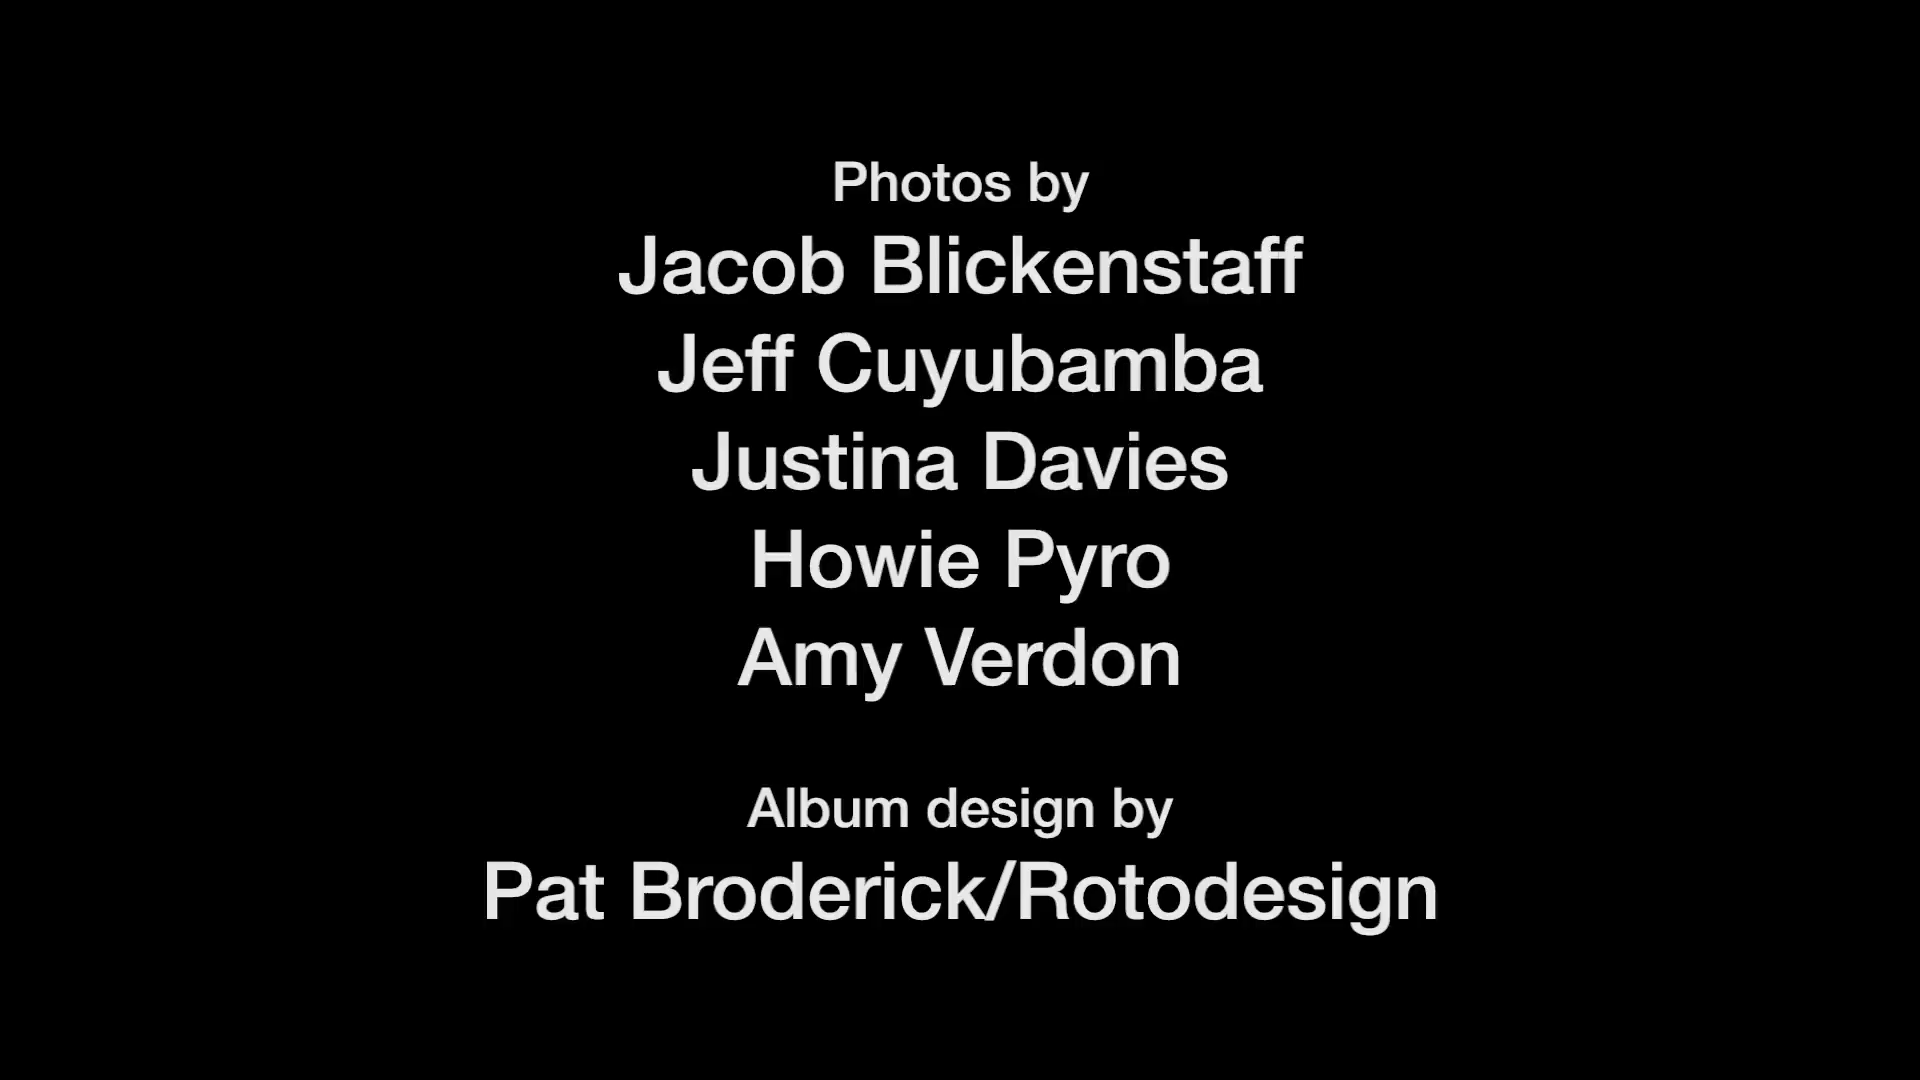 Photos by
Jacob Blickenstaff
Jeff Cuyubamba
Justina Davies
Howie Pyro
Amy Verdon
Album design by
Pat Broderick/Rotodesign